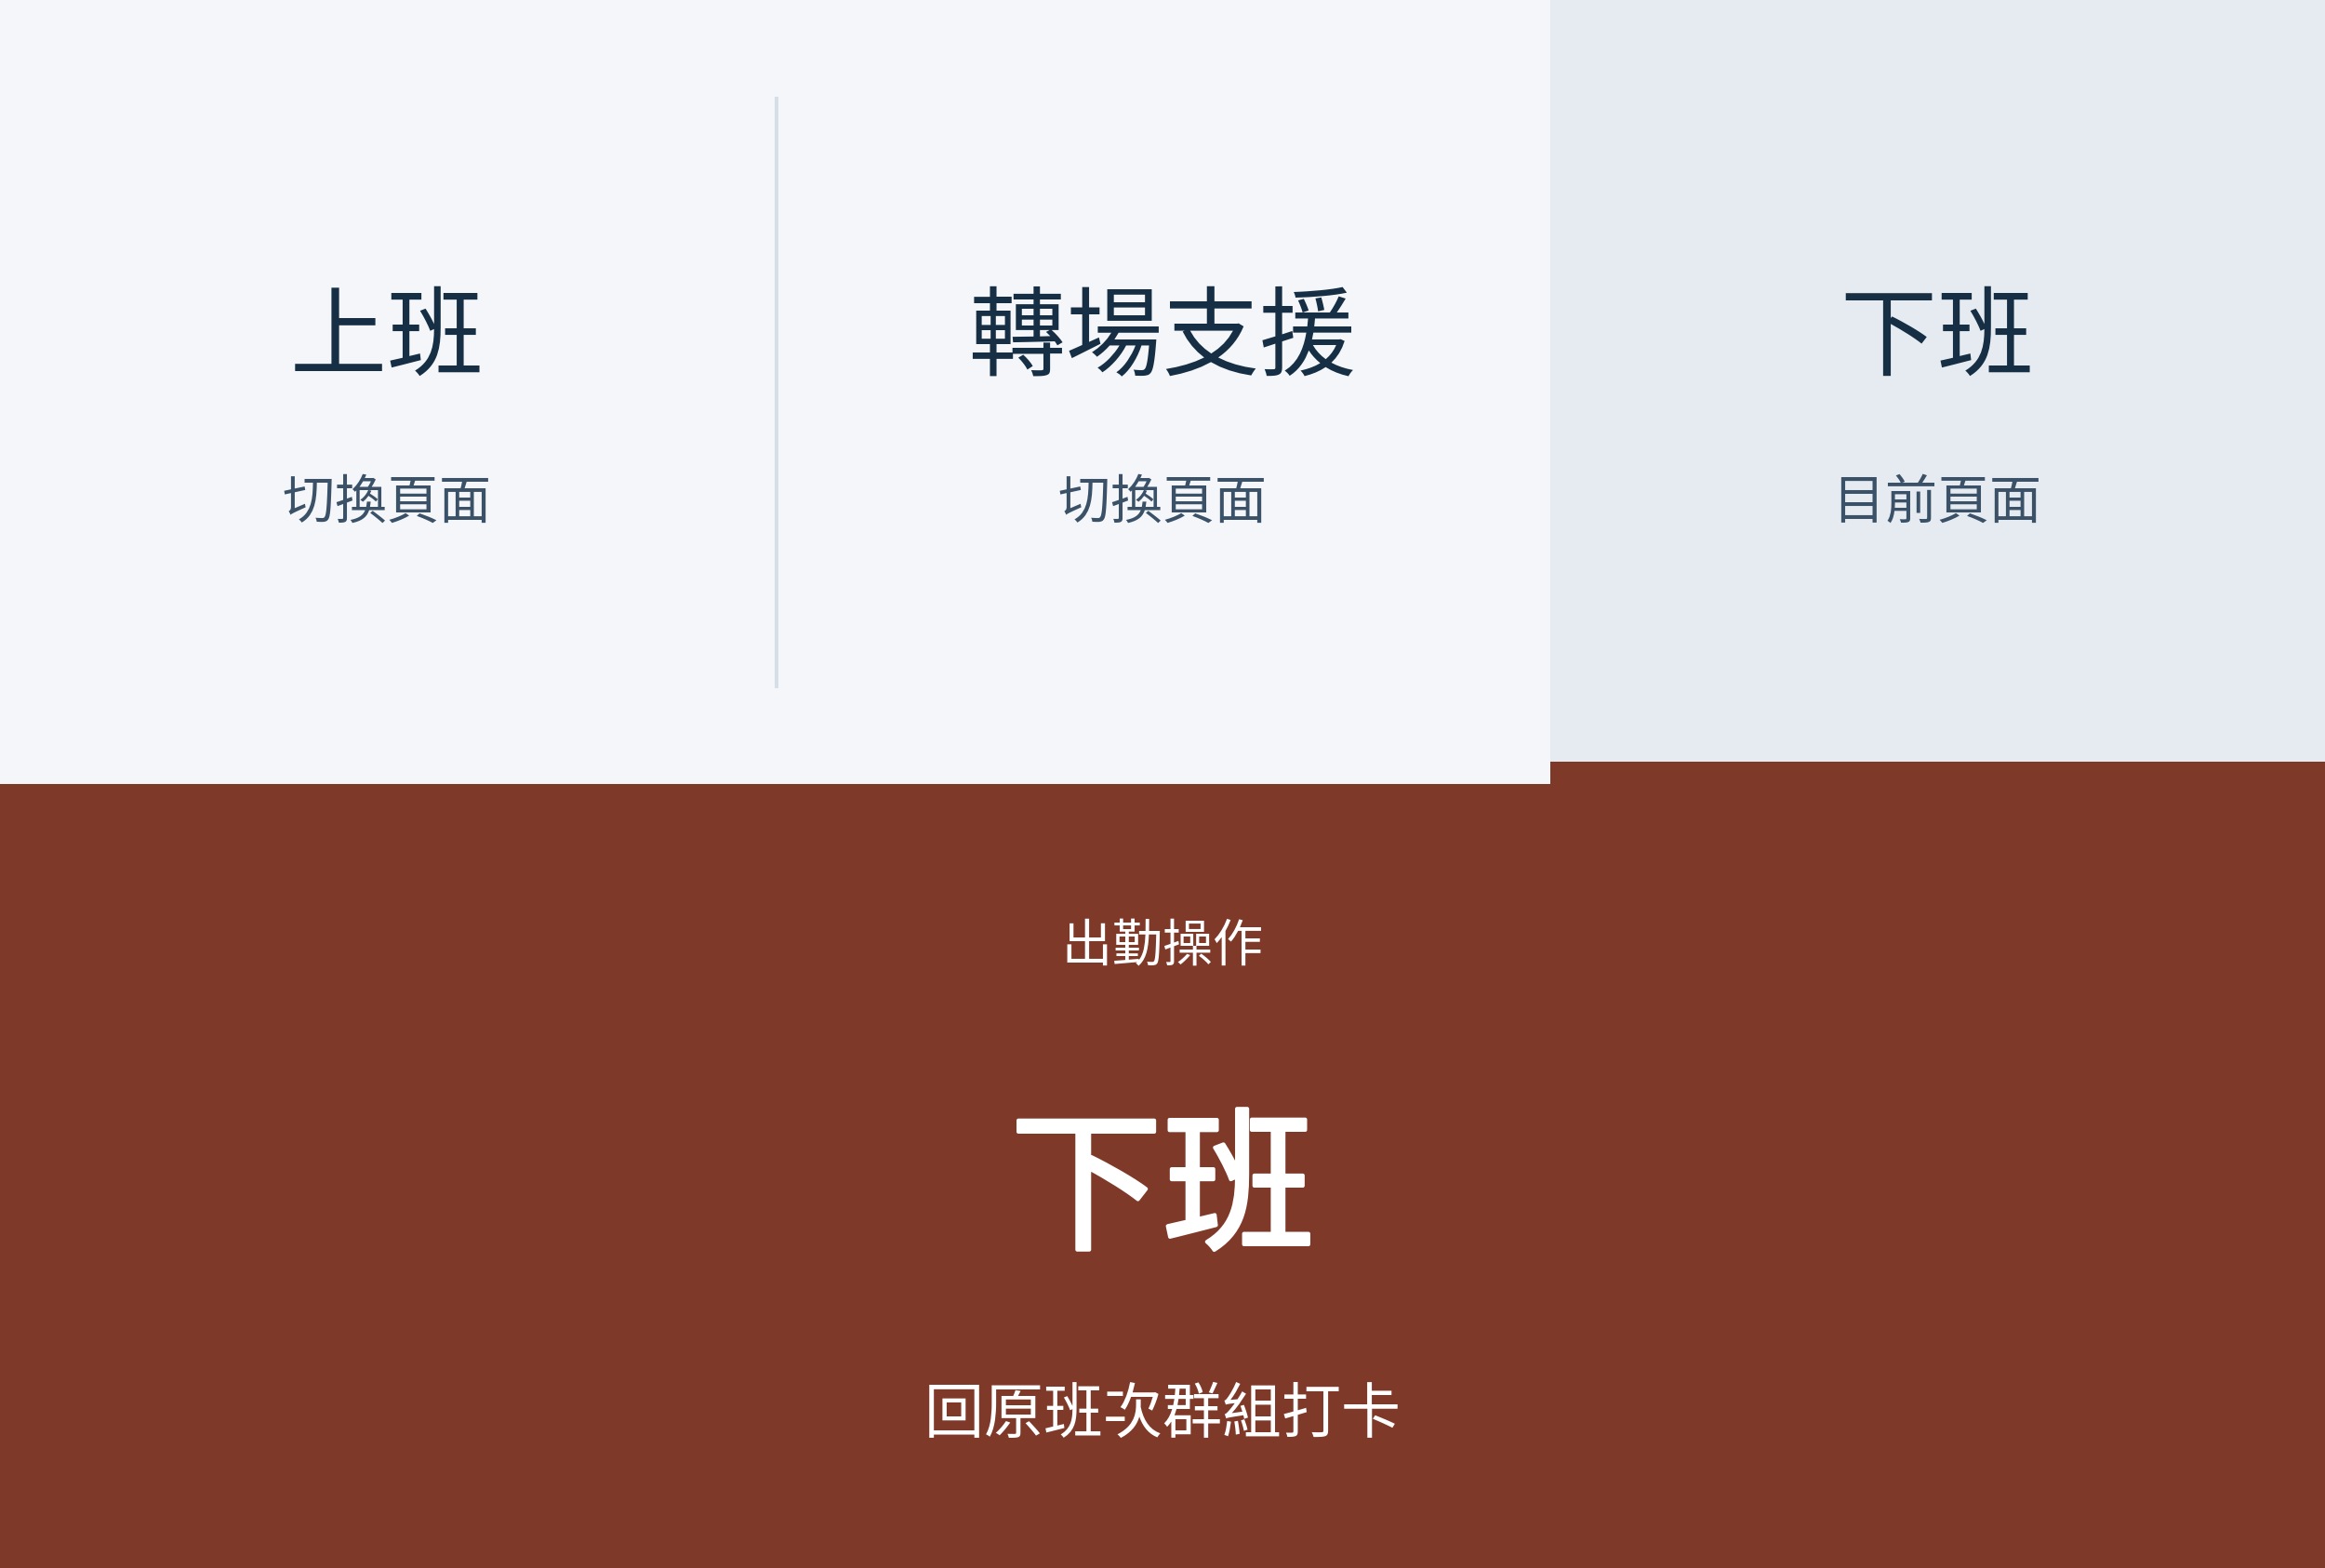 上班
切換頁面
轉場支援
切換頁面
下班
目前頁面
出勤操作
下班
回原班次群組打卡